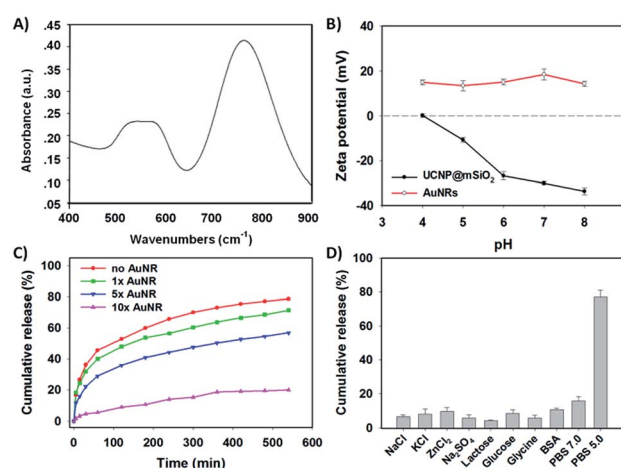 A)
.45
.40
.35
.30
.25
.20
.15
.10
.05
Absorbance (a.u.)
400 500 600 700 800 900
Wavenumbers (cm⁻¹)
B)
40
20
0
-20
-40
Zeta potential (mV)
UCNP@mSiO₂
AuNRs
3 4 5 6 7 8
pH
C)
100
80
60
40
20
0
Cumulative release (%)
no AuNR
1x AuNR
5x AuNR
10x AuNR
0 100 200 300 400 500 600
Time (min)
D)
100
80
60
40
20
0
Cumulative release (%)
NaCl
KCl
ZnCl₂
Na₂SO₄
Lactose
Glucose
Glycine
BSA
PBS 7.0
PBS 5.0